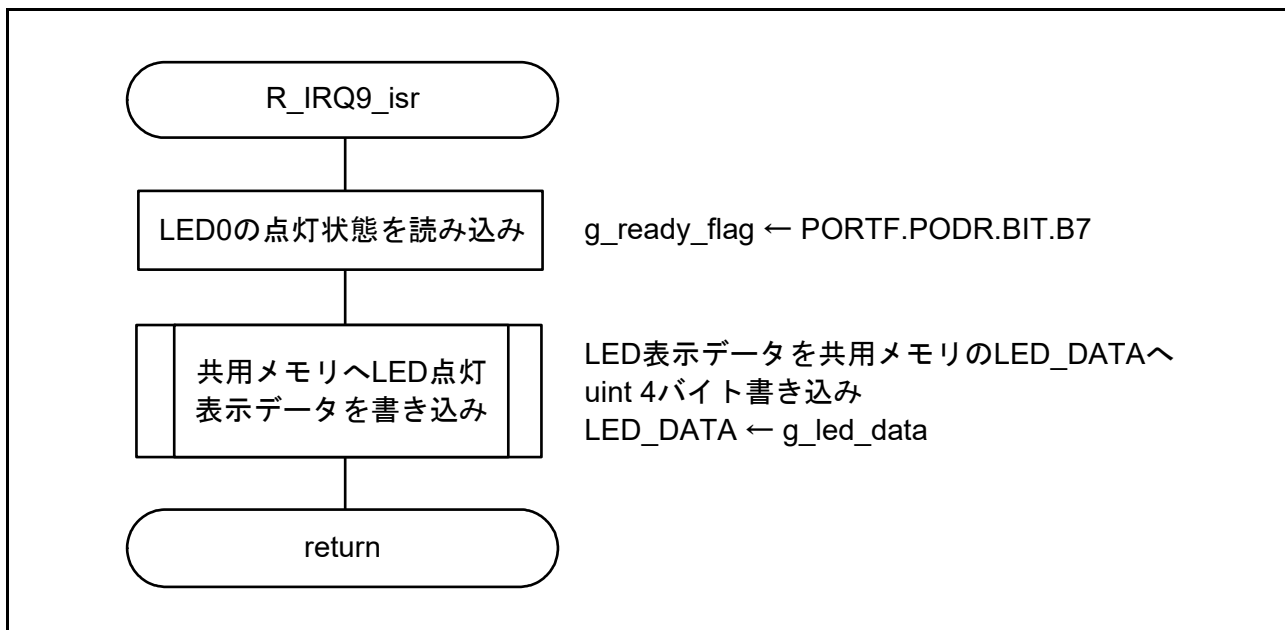 R_IRQ9_isr
LED0の点灯状態を読み込み
g_ready_flag ← PORTF.PODR.BIT.B7
共用メモリへLED点灯
表示データを書き込み
LED表示データを共用メモリのLED_DATAへ
uint 4バイト書き込み
LED_DATA ← g_led_data
return